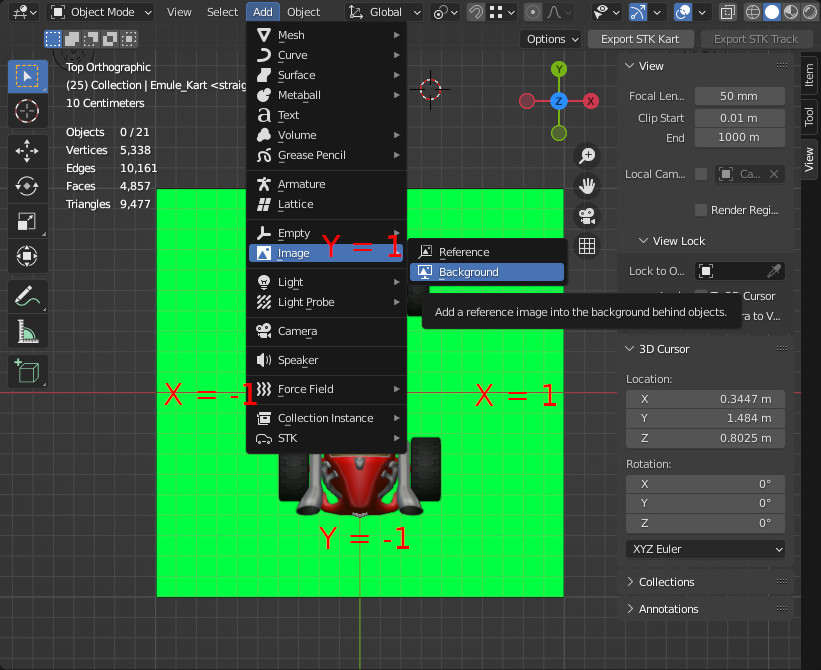 Object Mode View Select Add Object Global
Options Export STK Kart Export STK Track
Top Orthographic
(25) Collection | Emule_Kart <straig
10 Centimeters
Objects 0/21
Vertices 5,338
Edges 10,161
Faces 4,857
Triangles 9,477
Mesh
Curve
Surface
Metaball
Text
Volume
Grease Pencil
Armature
Lattice
Empty
Image
Light
Light Probe
Camera
Speaker
Force Field
Collection Instance
STK
Reference
Background
Add a reference image into the background behind objects.
Y = 1
X = -1
X = 1
Y = -1
Y
X
Z
View
Focal Len... 50 mm
Clip Start 0.01 m
End 1000 m
Local Cam... Ca...
Render Regi...
View Lock
Lock to O...
Cursor
ra to V...
3D Cursor
Location:
X 0.3447 m
Y 1.484 m
Z 0.8025 m
Rotation:
X 0°
Y 0°
Z 0°
XYZ Euler
Collections
Annotations
Item
Tool
View